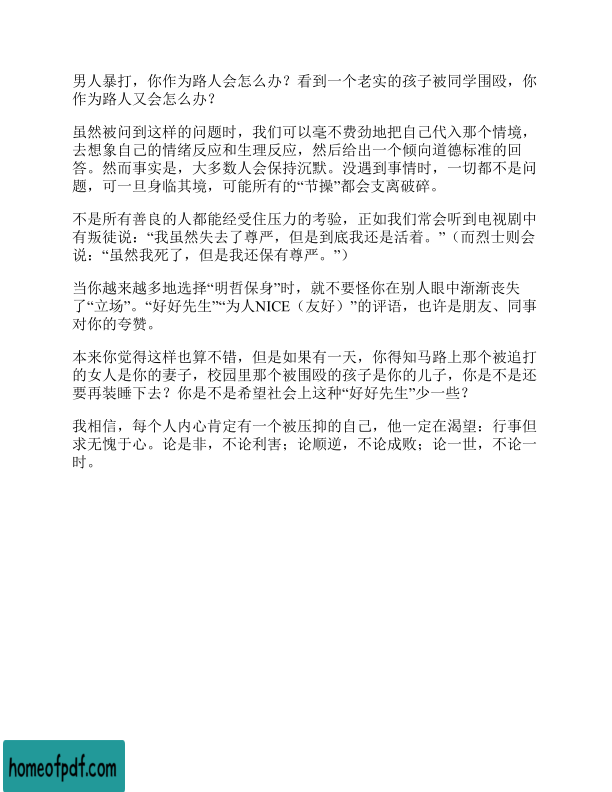 男人暴打，你作为路人会怎么办？看到一个老实的孩子被同学围殴，你
作为路人又会怎么办？
虽然被问到这样的问题时，我们可以毫不费劲地把自己代入那个情境，
去想象自己的情绪反应和生理反应，然后给出一个倾向道德标准的回
答。然而事实是，大多数人会保持沉默。没遇到事情时，一切都不是问
题，可一旦身临其境，可能所有的“节操”都会支离破碎。
不是所有善良的人都能经受住压力的考验，正如我们常会听到电视剧中
有叛徒说：“我虽然失去了尊严，但是到底我还是活着。”（而烈士则会
说：“虽然我死了，但是我还保有尊严。”）
当你越来越多地选择“明哲保身”时，就不要怪你在别人眼中渐渐丧失
了“立场”。“好好先生”“为人NICE（友好）”的评语，也许是朋友、同事
对你的夸赞。
本来你觉得这样也算不错，但是如果有一天，你得知马路上那个被追打
的女人是你的妻子，校园里那个被围殴的孩子是你的儿子，你是不是还
要再装睡下去？你是不是希望社会上这种“好好先生”少一些？
我相信，每个人内心肯定有一个被压抑的自己，他一定在渴望：行事但
求无愧于心。论是非，不论利害；论顺逆，不论成败；论一世，不论一
时。
homeofpdf.com